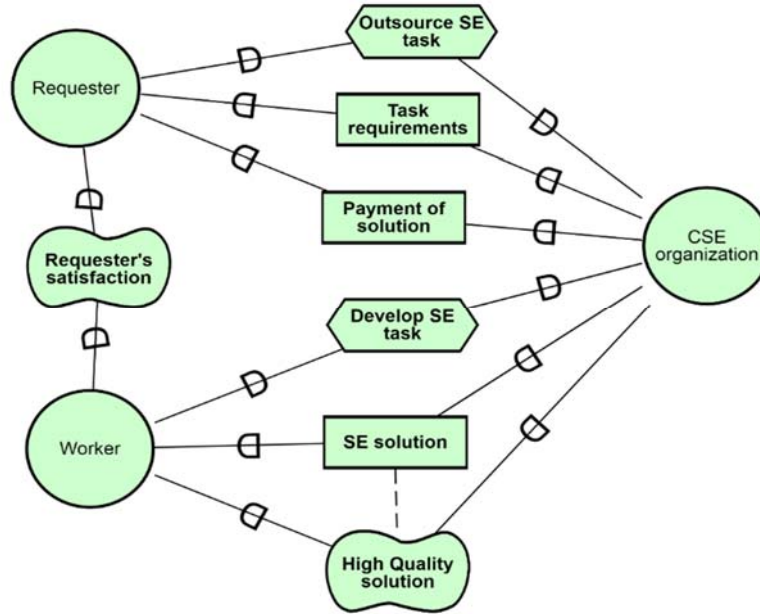 Outsource SE
task
Requester
Task
requirements
Payment of
solution
CSE
organization
Requester's
satisfaction
Develop SE
task
Worker
SE solution
High Quality
solution
D
D
D
D
D
D
D
D
D
D
D
D
D
D